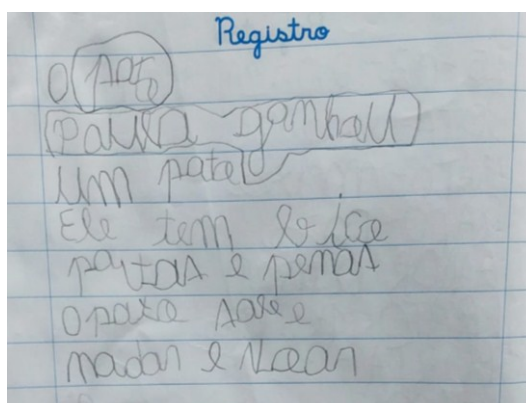 Registro
O pato
Paula ganhou
um pato
Ele tem bico
patas e penas
O pato sabe
nadar e voar